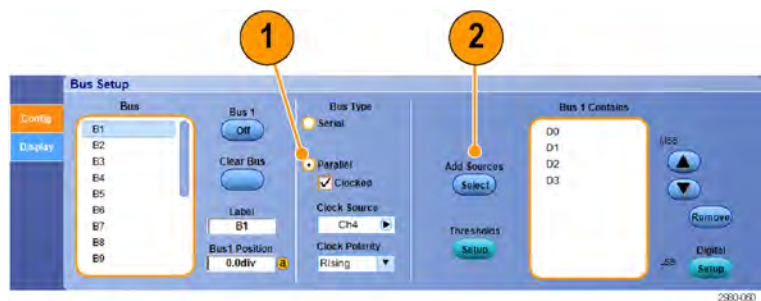 1
2
Bus Setup
Config
Display
Bus
B1
B2
B3
B4
B5
B6
B7
B8
B9
Bus 1
Off
Clear Bus
Label
B1
Bus1 Position
0.0div
a
Bus Type
Serial
Parallel
Clocked
Clock Source
Ch4
Clock Polarity
Rising
Add Sources
Select
Thresholds
Setup
Bus 1 Contains
D0
D1
D2
D3
MSB
Remove
LSB
Digital
Setup
2980-060